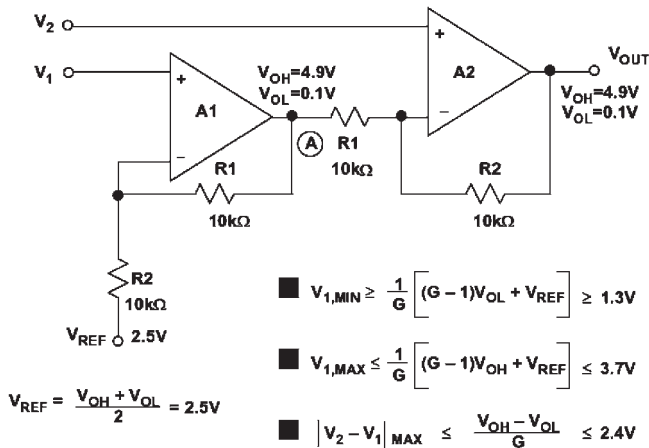 V2
V1
+
A1
−
VOH=4.9V
VOL=0.1V
A
R1
10kΩ
R1
10kΩ
R2
10kΩ
VREF 2.5V
+
A2
−
VOUT
VOH=4.9V
VOL=0.1V
R2
10kΩ
■ V1,MIN ≥ 1/G [(G – 1)VOL + VREF] ≥ 1.3V
■ V1,MAX ≤ 1/G [(G – 1)VOH + VREF] ≤ 3.7V
VREF = VOH + VOL / 2 = 2.5V
■ |V2 – V1| MAX ≤ VOH – VOL / G ≤ 2.4V